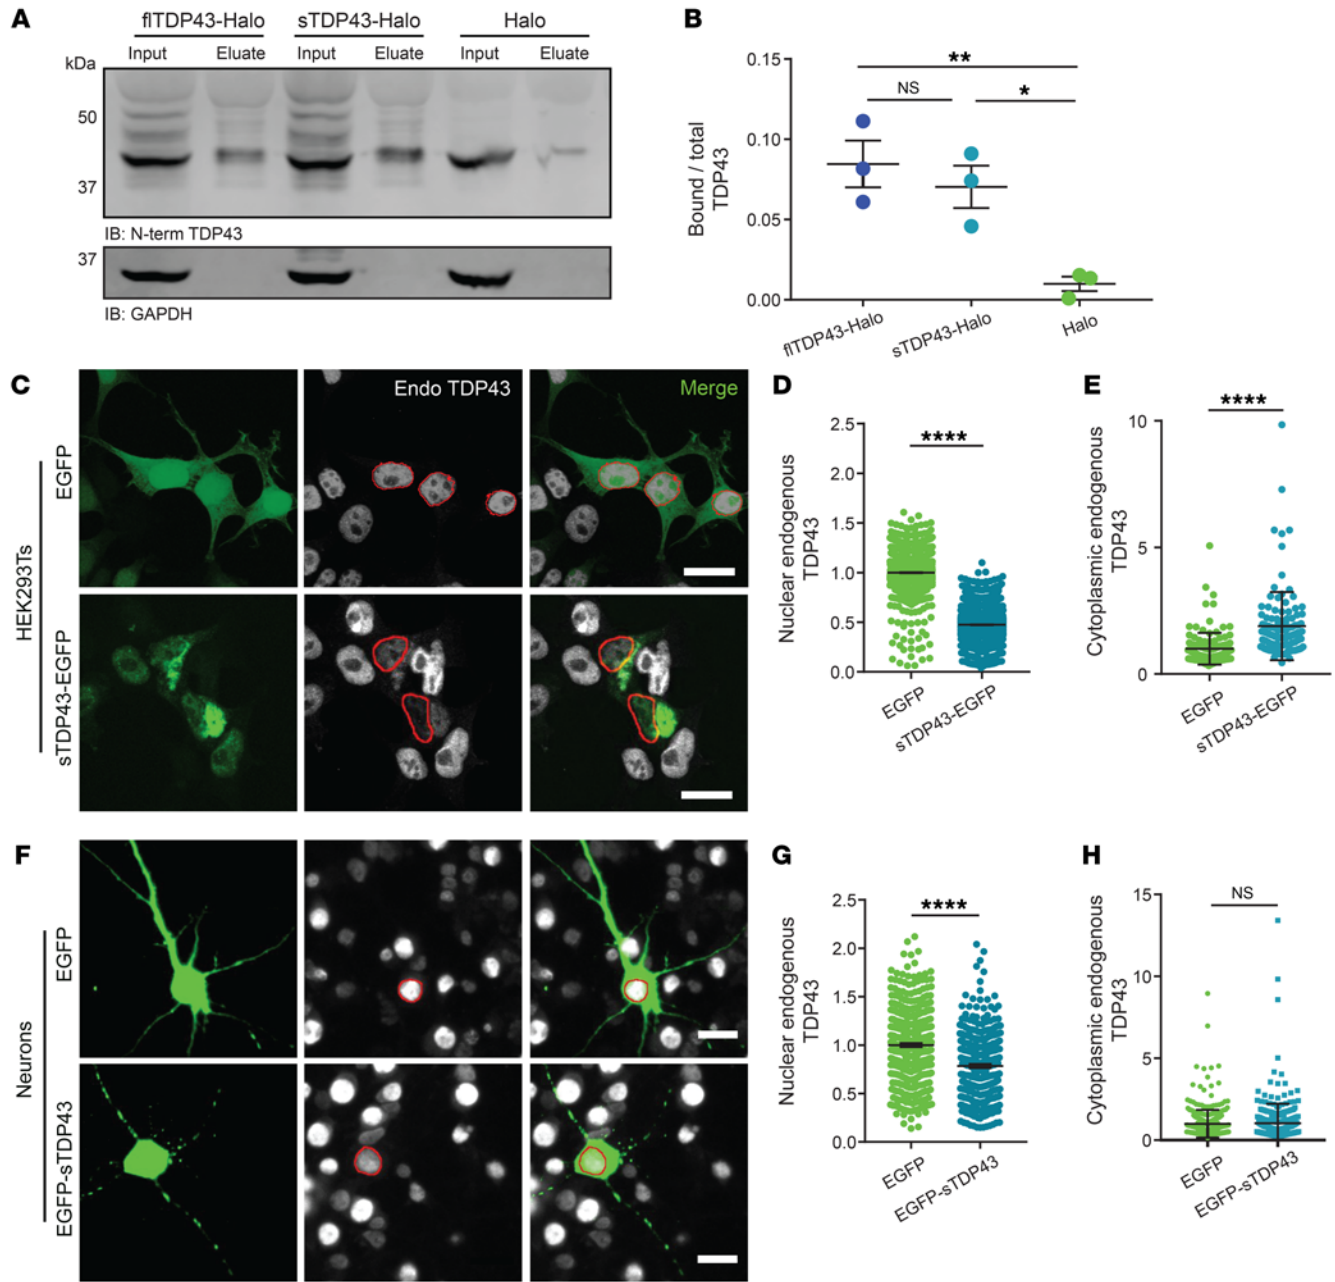 A
flTDP43-Halo sTDP43-Halo Halo
Input Eluate Input Eluate Input Eluate
kDa
50
37
IB: N-term TDP43
37
IB: GAPDH
B
Bound / total
TDP43
0.15
0.10
0.05
0.00
**
NS
*
flTDP43-Halo
sTDP43-Halo
Halo
C
HEK293Ts
EGFP
sTDP43-EGFP
Endo TDP43
Merge
D
Nuclear endogenous
TDP43
2.5
2.0
1.5
1.0
0.5
0.0
****
EGFP
sTDP43-EGFP
E
Cytoplasmic endogenous
TDP43
10
5
0
****
EGFP
sTDP43-EGFP
F
Neurons
EGFP
EGFP-sTDP43
G
Nuclear endogenous
TDP43
2.5
2.0
1.5
1.0
0.5
0.0
****
EGFP
EGFP-sTDP43
H
Cytoplasmic endogenous
TDP43
15
10
5
0
NS
EGFP
EGFP-sTDP43